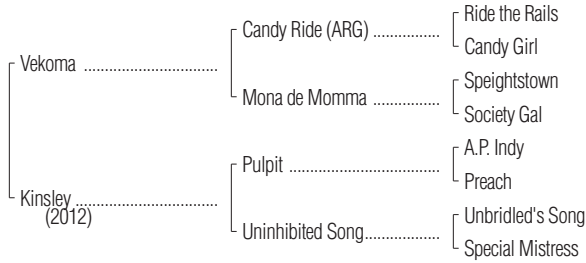 Ride the Rails
Candy Ride (ARG) ................
Candy Girl
Vekoma ................................
Speightstown
Mona de Momma ................
Society Gal
A.P. Indy
Pulpit ....................................
Preach
Kinsley ...........................
(2012)
Unbridled's Song
Uninhibited Song..................
Special Mistress